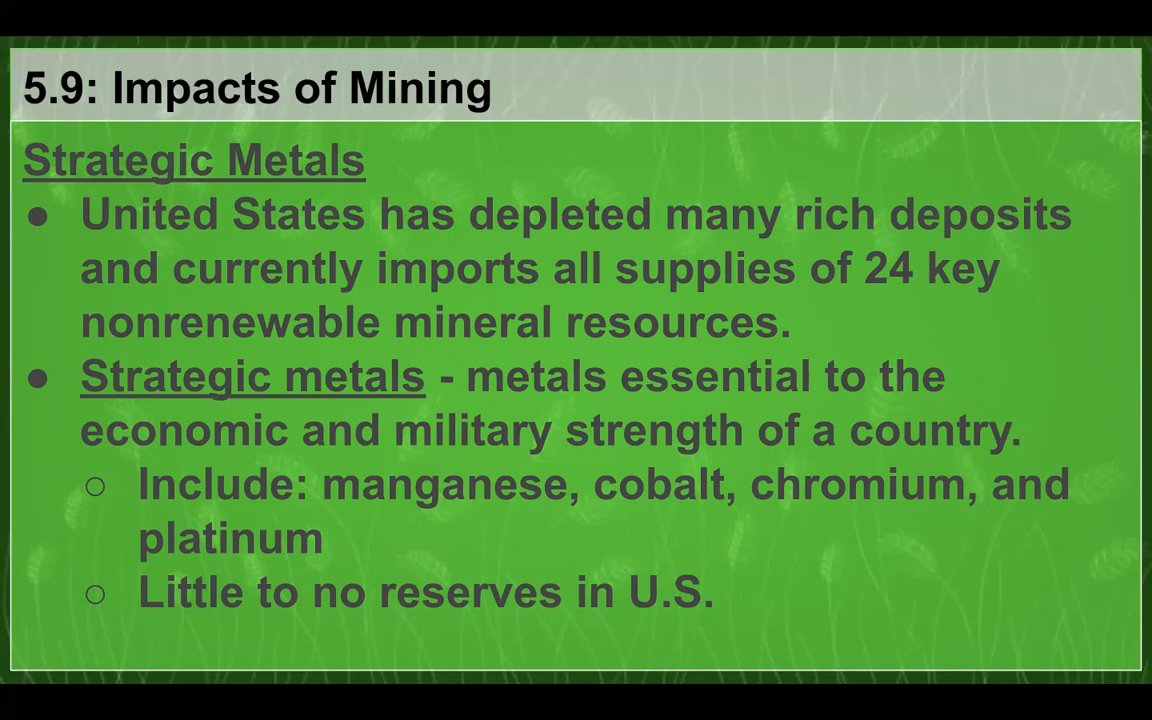 5.9: Impacts of Mining
Strategic Metals
● United States has depleted many rich deposits
and currently imports all supplies of 24 key
nonrenewable mineral resources.
● Strategic metals - metals essential to the
economic and military strength of a country.
○ Include: manganese, cobalt, chromium, and
platinum
○ Little to no reserves in U.S.